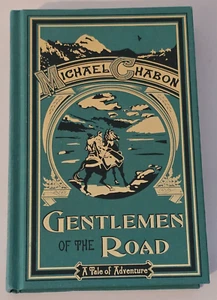 MICHAEL CHABON
GENTLEMEN
OF THE ROAD
A Tale of Adventure